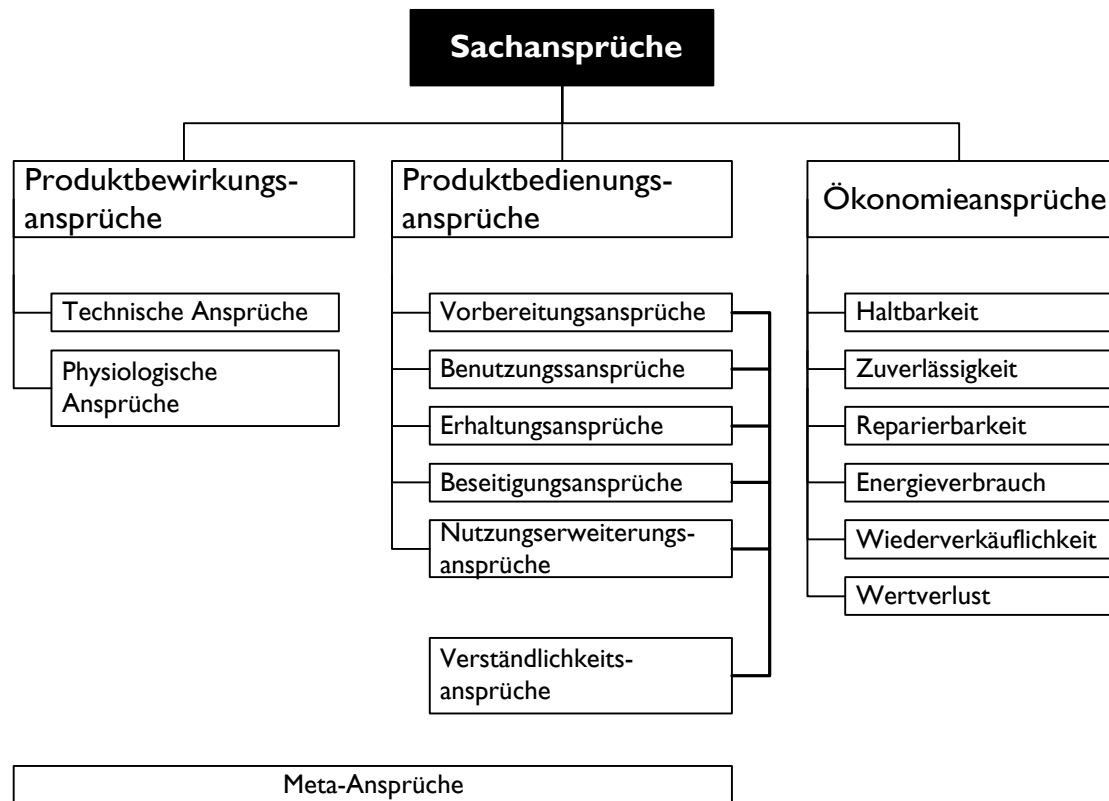 Sachansprüche
Produktbewirkungs-
ansprüche
Technische Ansprüche
Physiologische
Ansprüche
Produktbedienungs-
ansprüche
Vorbereitungsansprüche
Benutzungssansprüche
Erhaltungsansprüche
Beseitigungsansprüche
Nutzungserweiterungs-
ansprüche
Verständlichkeits-
ansprüche
Ökonomieansprüche
Haltbarkeit
Zuverlässigkeit
Reparierbarkeit
Energieverbrauch
Wiederverkäuflichkeit
Wertverlust
Meta-Ansprüche